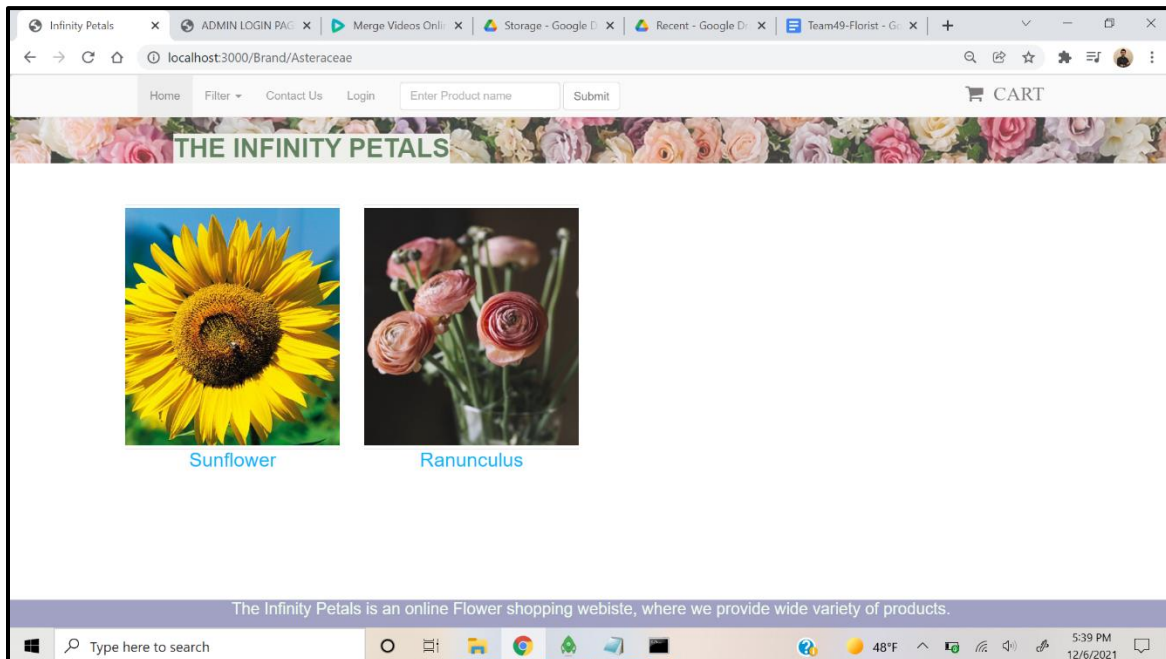 Infinity Petals
ADMIN LOGIN PAG
Merge Videos Onlin
Storage - Google D
Recent - Google Dr
Team49-Florist - Go
localhost:3000/Brand/Asteraceae
Home Filter Contact Us Login Enter Product name Submit CART
THE INFINITY PETALS
Sunflower
Ranunculus
The Infinity Petals is an online Flower shopping webiste, where we provide wide variety of products.
Type here to search
48°F
5:39 PM
12/6/2021